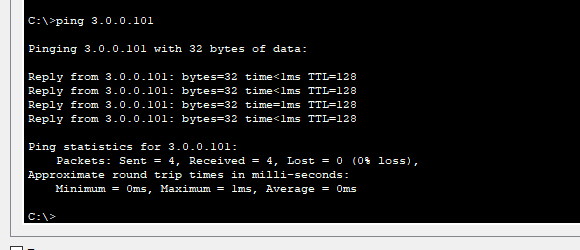 C:\>ping 3.0.0.101
Pinging 3.0.0.101 with 32 bytes of data:
Reply from 3.0.0.101: bytes=32 time<1ms TTL=128
Reply from 3.0.0.101: bytes=32 time<1ms TTL=128
Reply from 3.0.0.101: bytes=32 time=1ms TTL=128
Reply from 3.0.0.101: bytes=32 time<1ms TTL=128
Ping statistics for 3.0.0.101:
Packets: Sent = 4, Received = 4, Lost = 0 (0% loss),
Approximate round trip times in milli-seconds:
Minimum = 0ms, Maximum = 1ms, Average = 0ms
C:\>